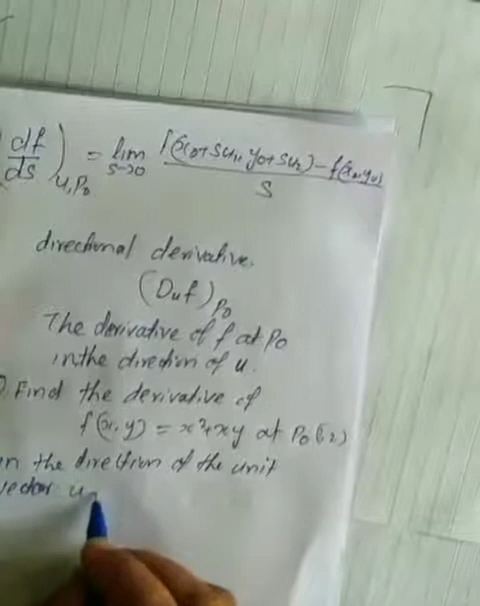 (df/ds)u,P₀ = lim s→0 f(x₀+su₁, y₀+su₂) − f(x₀,y₀) / s
directional derivative.
(Duf)P₀
The derivative of f at P₀
in the direction of u.
Find the derivative of
f(x,y) = x²+xy at P₀(1,2)
in the direction of the unit
vector u